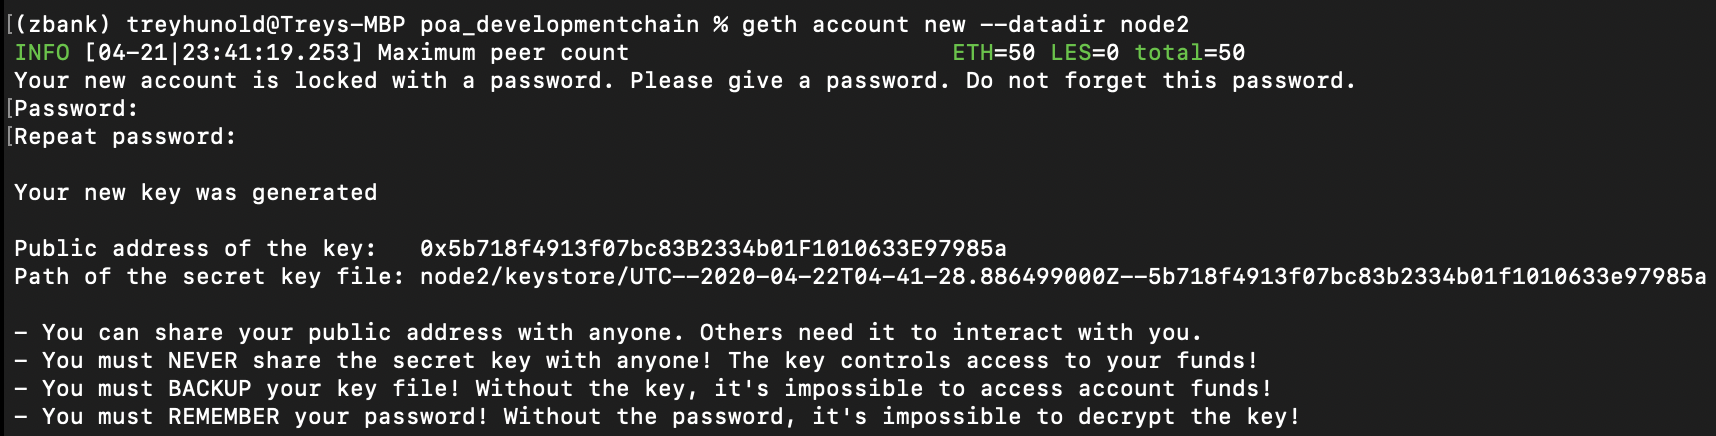 [(zbank) treyhunold@Treys-MBP poa_developmentchain % geth account new --datadir node2
INFO [04-21|23:41:19.253] Maximum peer count ETH=50 LES=0 total=50
Your new account is locked with a password. Please give a password. Do not forget this password.
[Password:
[Repeat password:
Your new key was generated
Public address of the key: 0x5b718f4913f07bc83B2334b01F1010633E97985a
Path of the secret key file: node2/keystore/UTC--2020-04-22T04-41-28.886499000Z--5b718f4913f07bc83b2334b01f1010633e97985a
- You can share your public address with anyone. Others need it to interact with you.
- You must NEVER share the secret key with anyone! The key controls access to your funds!
- You must BACKUP your key file! Without the key, it's impossible to access account funds!
- You must REMEMBER your password! Without the password, it's impossible to decrypt the key!